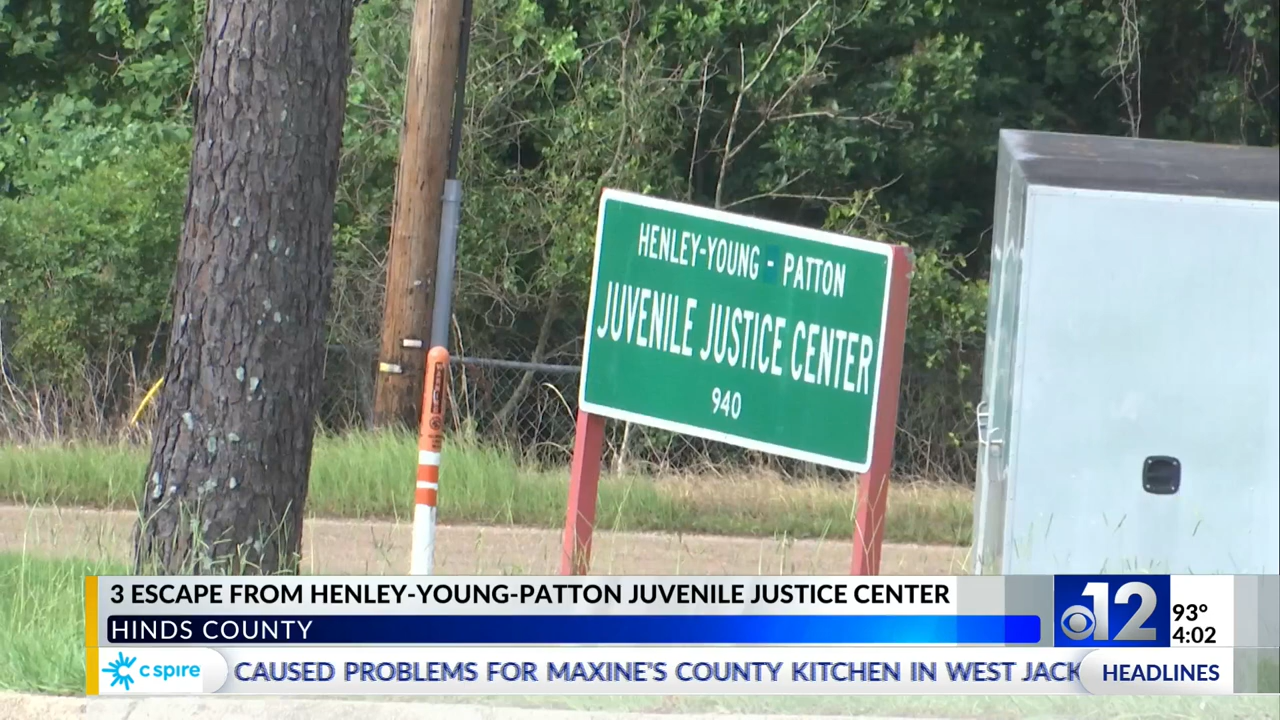 HENLEY-YOUNG - PATTON
JUVENILE JUSTICE CENTER
940
3 ESCAPE FROM HENLEY-YOUNG-PATTON JUVENILE JUSTICE CENTER
HINDS COUNTY
12
93°
4:02
c spire
CAUSED PROBLEMS FOR MAXINE'S COUNTY KITCHEN IN WEST JACK
HEADLINES